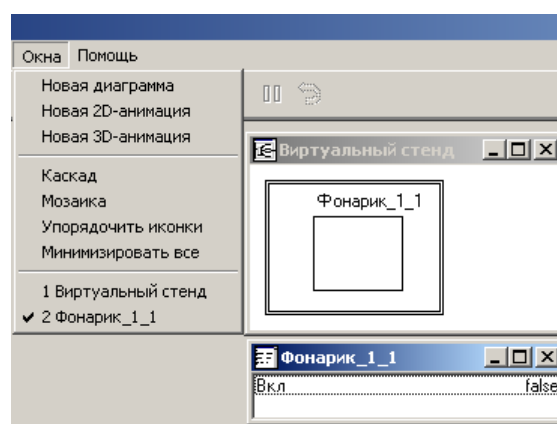 Окна Помощь
Новая диаграмма
Новая 2D-анимация
Новая 3D-анимация
Каскад
Мозаика
Упорядочить иконки
Минимизировать все
1 Виртуальный стенд
2 Фонарик_1_1
Виртуальный стенд
Фонарик_1_1
Фонарик_1_1
Вкл false